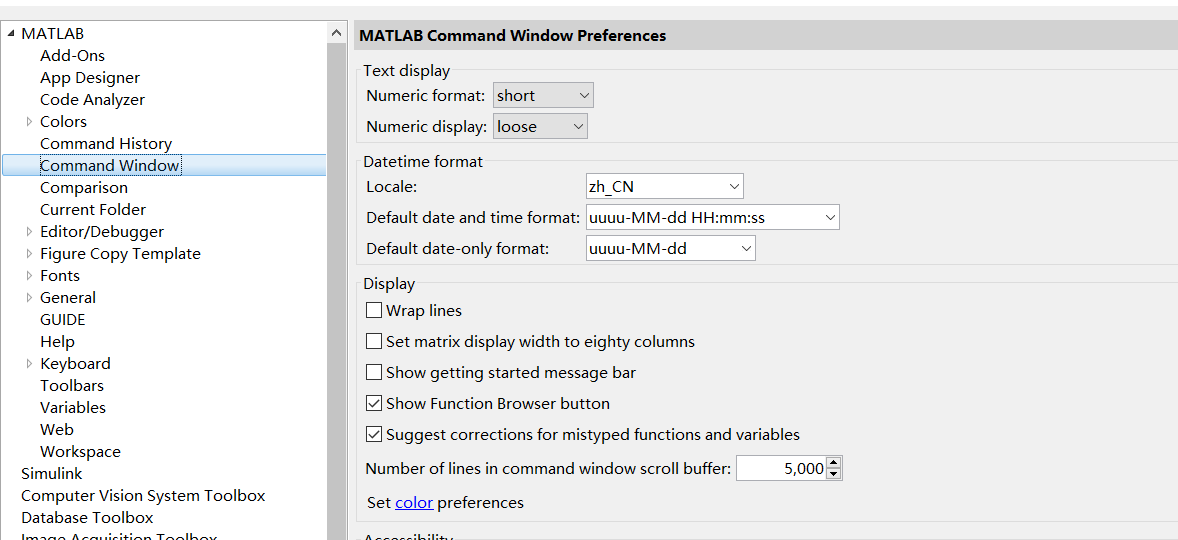 MATLAB
Add-Ons
App Designer
Code Analyzer
Colors
Command History
Command Window
Comparison
Current Folder
Editor/Debugger
Figure Copy Template
Fonts
General
GUIDE
Help
Keyboard
Toolbars
Variables
Web
Workspace
Simulink
Computer Vision System Toolbox
Database Toolbox
Image Acquisition Toolbox
MATLAB Command Window Preferences
Text display
Numeric format: short
Numeric display: loose
Datetime format
Locale: zh_CN
Default date and time format: uuuu-MM-dd HH:mm:ss
Default date-only format: uuuu-MM-dd
Display
Wrap lines
Set matrix display width to eighty columns
Show getting started message bar
Show Function Browser button
Suggest corrections for mistyped functions and variables
Number of lines in command window scroll buffer: 5,000
Set color preferences
Accessibility